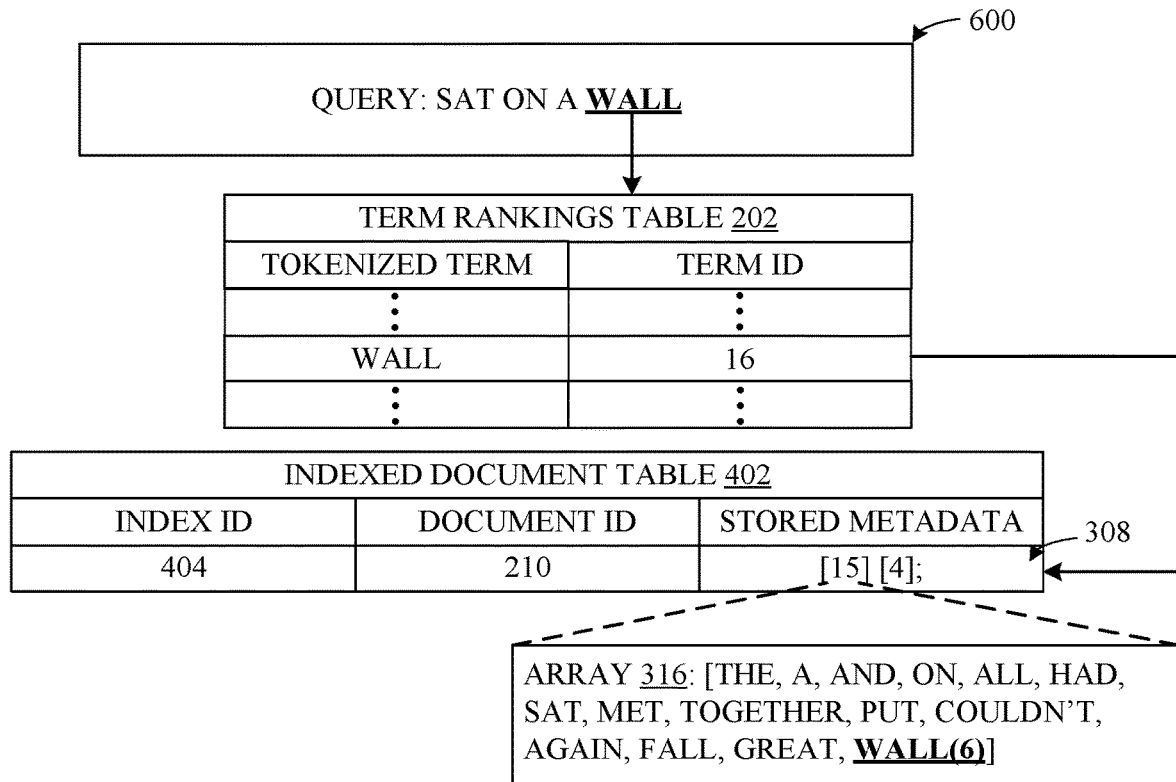 600
QUERY: SAT ON A WALL
TERM RANKINGS TABLE 202
TOKENIZED TERM TERM ID
WALL 16
INDEXED DOCUMENT TABLE 402
INDEX ID DOCUMENT ID STORED METADATA
308
404 210 [15] [4];
ARRAY 316: [THE, A, AND, ON, ALL, HAD,
SAT, MET, TOGETHER, PUT, COULDN'T,
AGAIN, FALL, GREAT, WALL(6)]